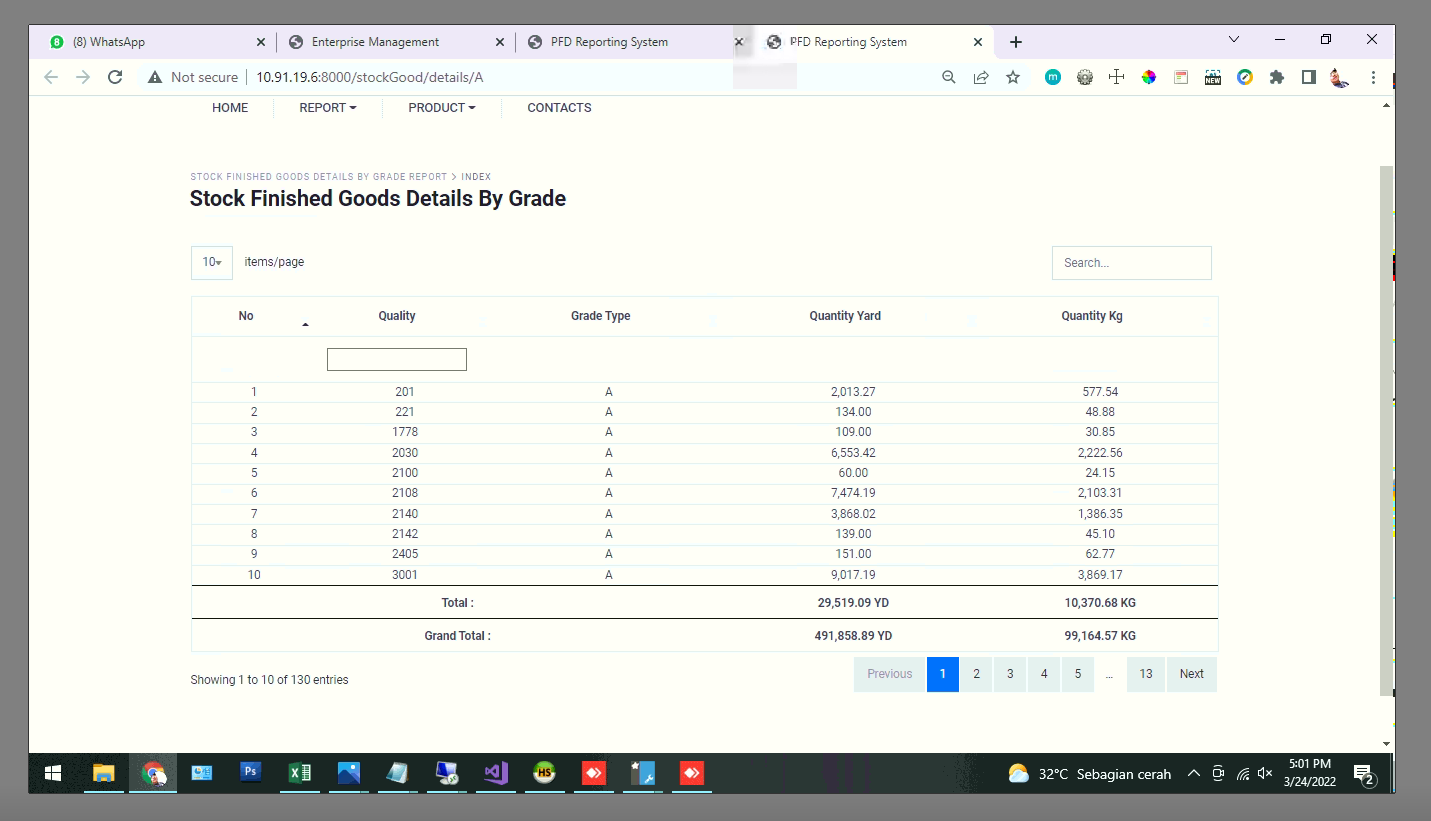 (8) WhatsApp Enterprise Management PFD Reporting System PFD Reporting System
Not secure 10.91.19.6:8000/stockGood/details/A
HOME REPORT PRODUCT CONTACTS
STOCK FINISHED GOODS DETAILS BY GRADE REPORT > INDEX
Stock Finished Goods Details By Grade
10 items/page Search...
No Quality Grade Type Quantity Yard Quantity Kg
1 201 A 2,013.27 577.54
2 221 A 134.00 48.88
3 1778 A 109.00 30.85
4 2030 A 6,553.42 2,222.56
5 2100 A 60.00 24.15
6 2108 A 7,474.19 2,103.31
7 2140 A 3,868.02 1,386.35
8 2142 A 139.00 45.10
9 2405 A 151.00 62.77
10 3001 A 9,017.19 3,869.17
Total : 29,519.09 YD 10,370.68 KG
Grand Total : 491,858.89 YD 99,164.57 KG
Showing 1 to 10 of 130 entries Previous 1 2 3 4 5 ... 13 Next
32°C Sebagian cerah 5:01 PM
3/24/2022 2